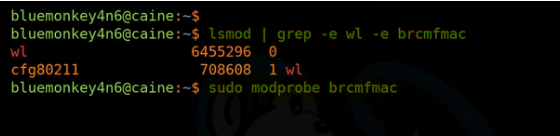 bluemonkey4n6@caine:~$
bluemonkey4n6@caine:~$ lsmod | grep -e wl -e brcmfmac
wl                  6455296  0
cfg80211             708608  1 wl
bluemonkey4n6@caine:~$ sudo modprobe brcmfmac